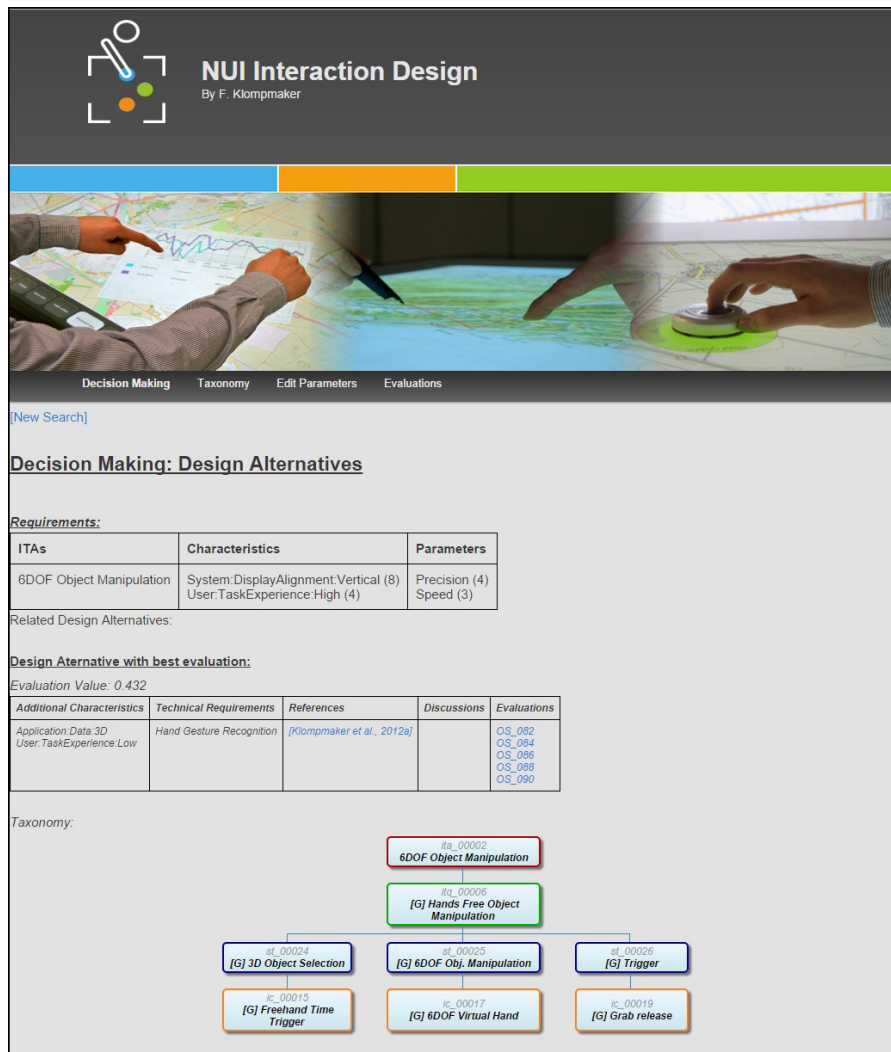 NUI Interaction Design
By F. Klompmaker
Decision Making Taxonomy Edit Parameters Evaluations
[New Search]
Decision Making: Design Alternatives
Requirements:
ITAs Characteristics Parameters
6DOF Object Manipulation System:DisplayAlignment:Vertical (8) Precision (4)
User:TaskExperience:High (4) Speed (3)
Related Design Alternatives:
Design Aternative with best evaluation:
Evaluation Value: 0.432
Additional Characteristics Technical Requirements References Discussions Evaluations
Application:Data:3D Hand Gesture Recognition [Klompmaker et al., 2012a] OS_082
User:TaskExperience:Low OS_084
OS_086
OS_088
OS_090
Taxonomy:
ita_00002
6DOF Object Manipulation
itq_00006
[G] Hands Free Object
Manipulation
st_00024 st_00025 st_00026
[G] 3D Object Selection [G] 6DOF Obj. Manipulation [G] Trigger
ic_00015 ic_00017 ic_00019
[G] Freehand Time [G] 6DOF Virtual Hand [G] Grab release
Trigger